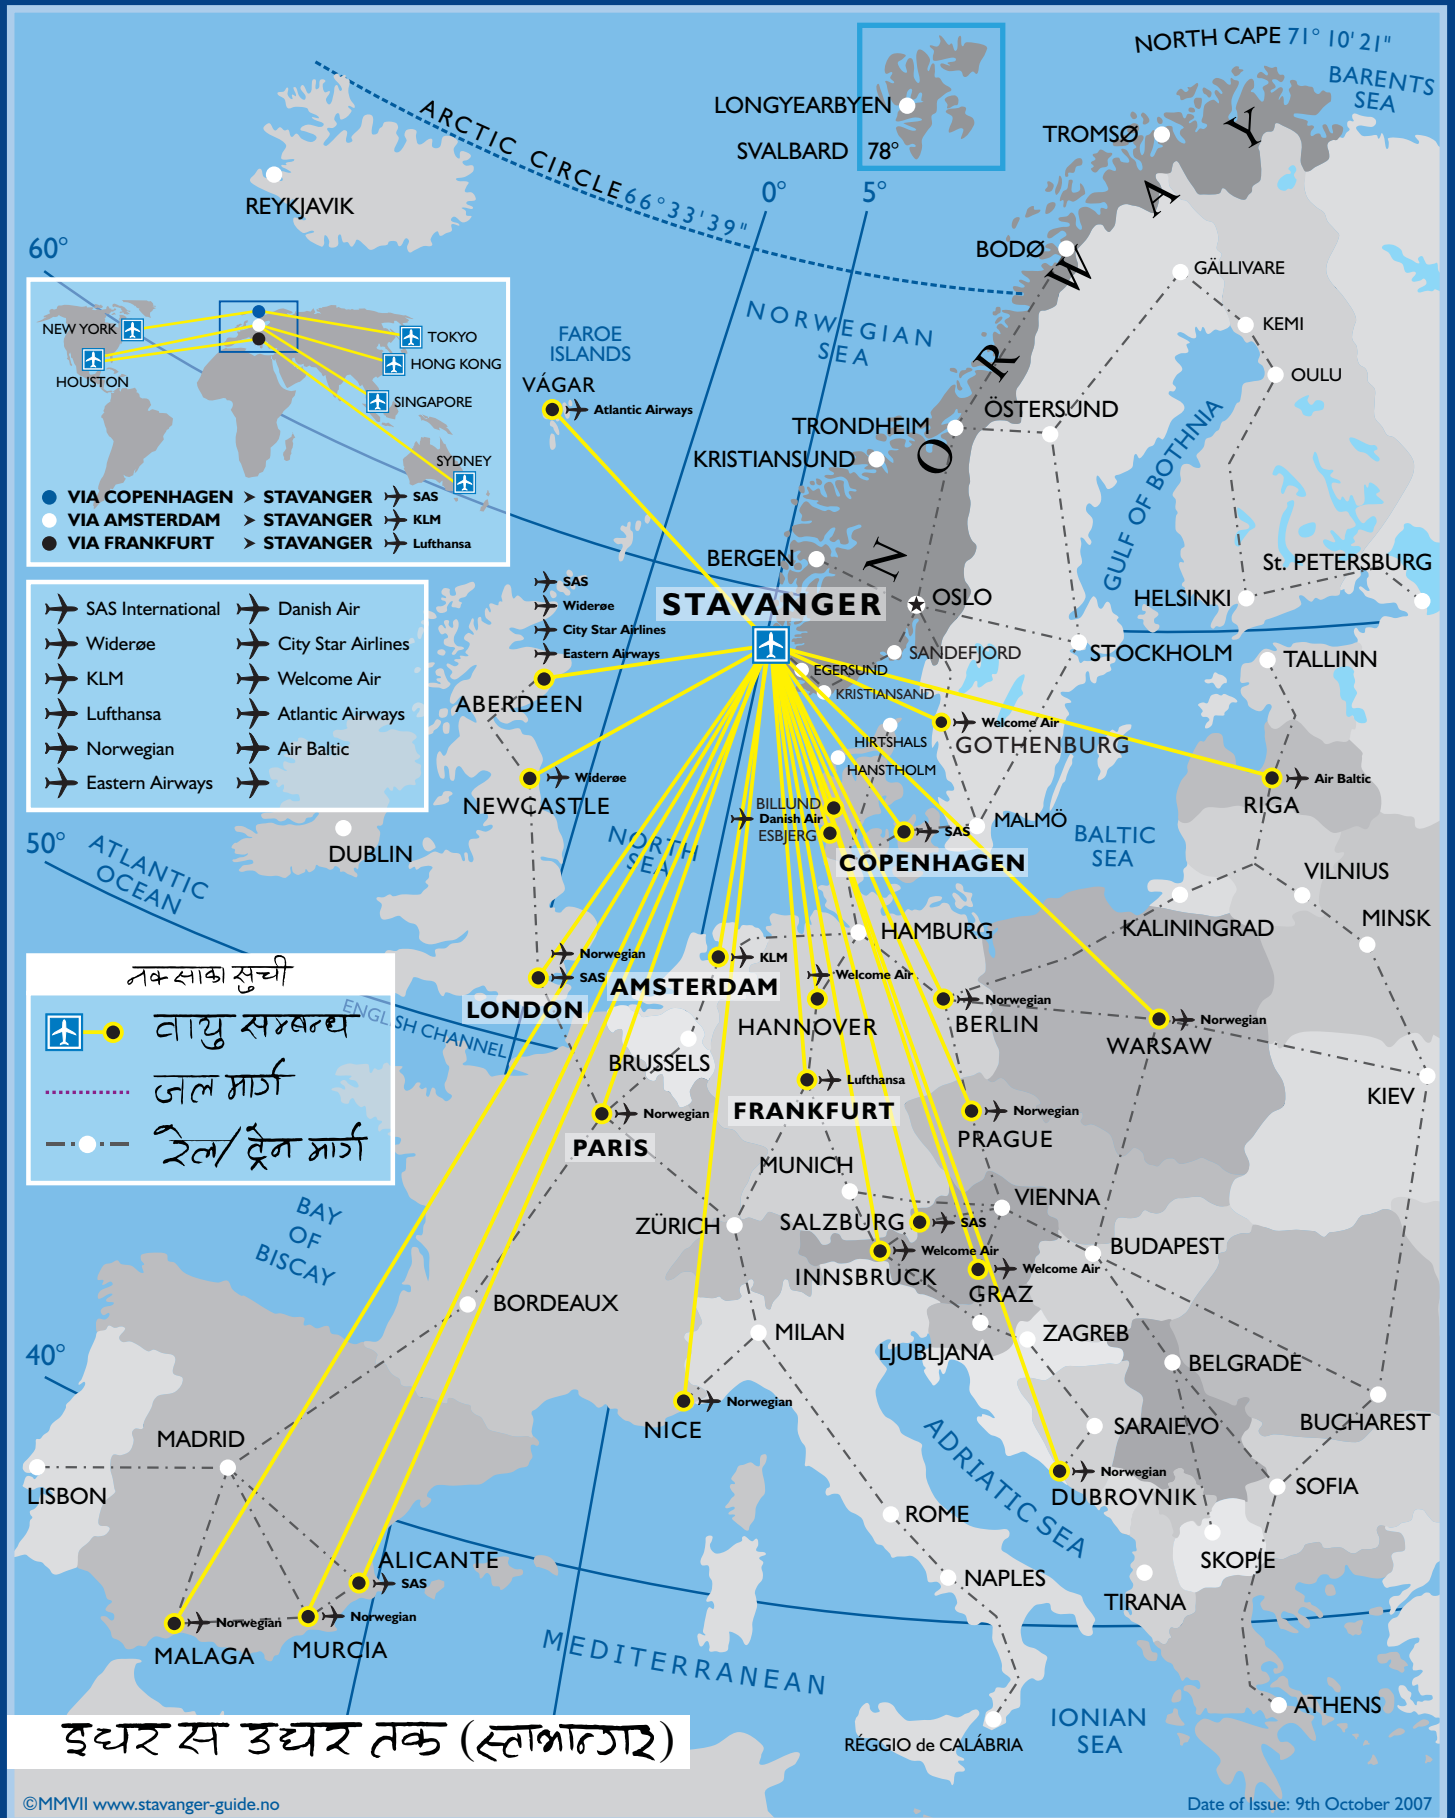 NORTH CAPE 71° 10' 21"
BARENTS
SEA
LONGYEARBYEN
SVALBARD 78°
TROMSØ
ARCTIC CIRCLE 66°33'39"
0°
5°
REYKJAVIK
60°
BODØ
NORWAY
GÄLLIVARE
KEMI
OULU
NORWEGIAN
SEA
FAROE
ISLANDS
VÁGAR
Atlantic Airways
NEW YORK
HOUSTON
TOKYO
HONG KONG
SINGAPORE
SYDNEY
VIA COPENHAGEN > STAVANGER SAS
VIA AMSTERDAM > STAVANGER KLM
VIA FRANKFURT > STAVANGER Lufthansa
TRONDHEIM
ÖSTERSUND
KRISTIANSUND
GULF OF BOTHNIA
BERGEN
St. PETERSBURG
HELSINKI
STAVANGER
OSLO
STOCKHOLM
TALLINN
SANDEFJORD
EGERSUND
KRISTIANSAND
SAS International
Widerøe
KLM
Lufthansa
Norwegian
Eastern Airways
Danish Air
City Star Airlines
Welcome Air
Atlantic Airways
Air Baltic
SAS
Widerøe
City Star Airlines
Eastern Airways
ABERDEEN
Widerøe
NEWCASTLE
Welcome Air
GOTHENBURG
HIRTSHALS
HANSTHOLM
Air Baltic
RIGA
BILLUND
Danish Air
ESBJERG
SAS
COPENHAGEN
MALMÖ
BALTIC
SEA
NORTH
SEA
DUBLIN
50°
ATLANTIC
OCEAN
VILNIUS
MINSK
KALININGRAD
HAMBURG
Norwegian
SAS
LONDON
KLM
AMSTERDAM
Welcome Air
HANNOVER
Norwegian
BERLIN
Norwegian
WARSAW
KIEV
नक साका सुची
वायु सम्बन्ध
जल मार्ग
रेल/ ट्रेन मार्ग
ENGLISH CHANNEL
BRUSSELS
Lufthansa
FRANKFURT
Norwegian
PARIS
Norwegian
PRAGUE
MUNICH
VIENNA
ZÜRICH
SALZBURG
SAS
Welcome Air
INNSBRUCK
Welcome Air
GRAZ
BUDAPEST
BAY
OF
BISCAY
BORDEAUX
MILAN
LJUBLJANA
ZAGREB
BELGRADE
40°
Norwegian
NICE
SARAIEVO
BUCHAREST
MADRID
LISBON
ADRIATIC SEA
Norwegian
DUBROVNIK
SOFIA
ROME
SKOPJE
ALICANTE
SAS
NAPLES
TIRANA
Norwegian
MALAGA
Norwegian
MURCIA
MEDITERRANEAN
ATHENS
IONIAN
SEA
RÉGGIO de CALÁBRIA
इधर स उधर तक (स्ताभान्गर)
©MMVII www.stavanger-guide.no
Date of Issue: 9th October 2007